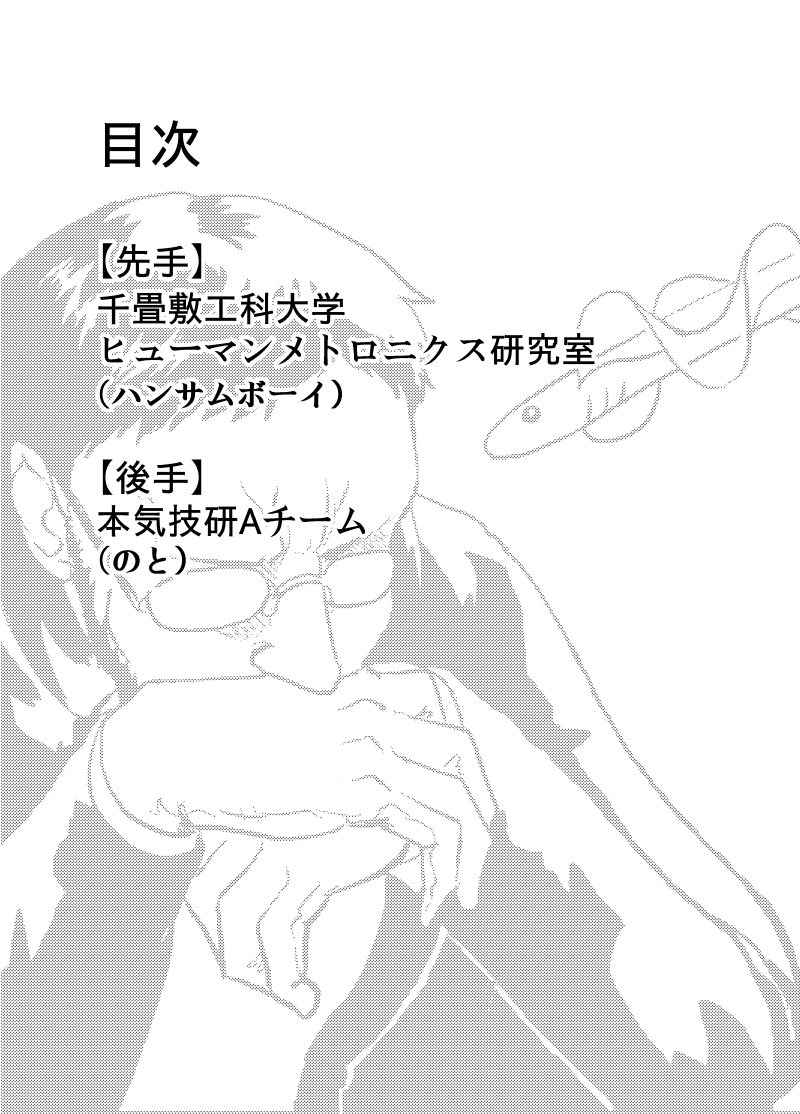 目次
【先手】
千畳敷工科大学
ヒューマンメトロニクス研究室
（ハンサムボーイ）
【後手】
本気技研Aチーム
（のと）